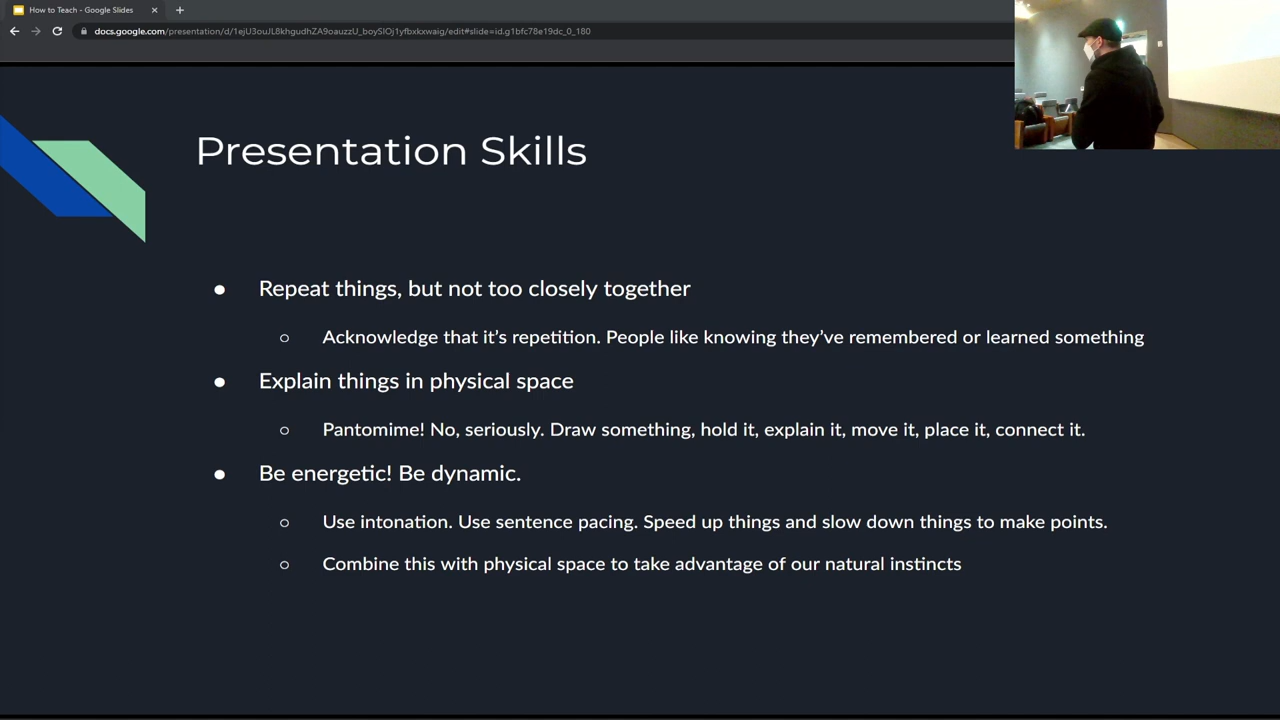 How to Teach - Google Slides
docs.google.com/presentation/d/1ejU3ouJL8khgudhZA9oauzzU_boySIOj1yfbxkxwaig/edit#slide=id.g1bfc78e19dc_0_180
Presentation Skills
● Repeat things, but not too closely together
○ Acknowledge that it's repetition. People like knowing they've remembered or learned something
● Explain things in physical space
○ Pantomime! No, seriously. Draw something, hold it, explain it, move it, place it, connect it.
● Be energetic! Be dynamic.
○ Use intonation. Use sentence pacing. Speed up things and slow down things to make points.
○ Combine this with physical space to take advantage of our natural instincts